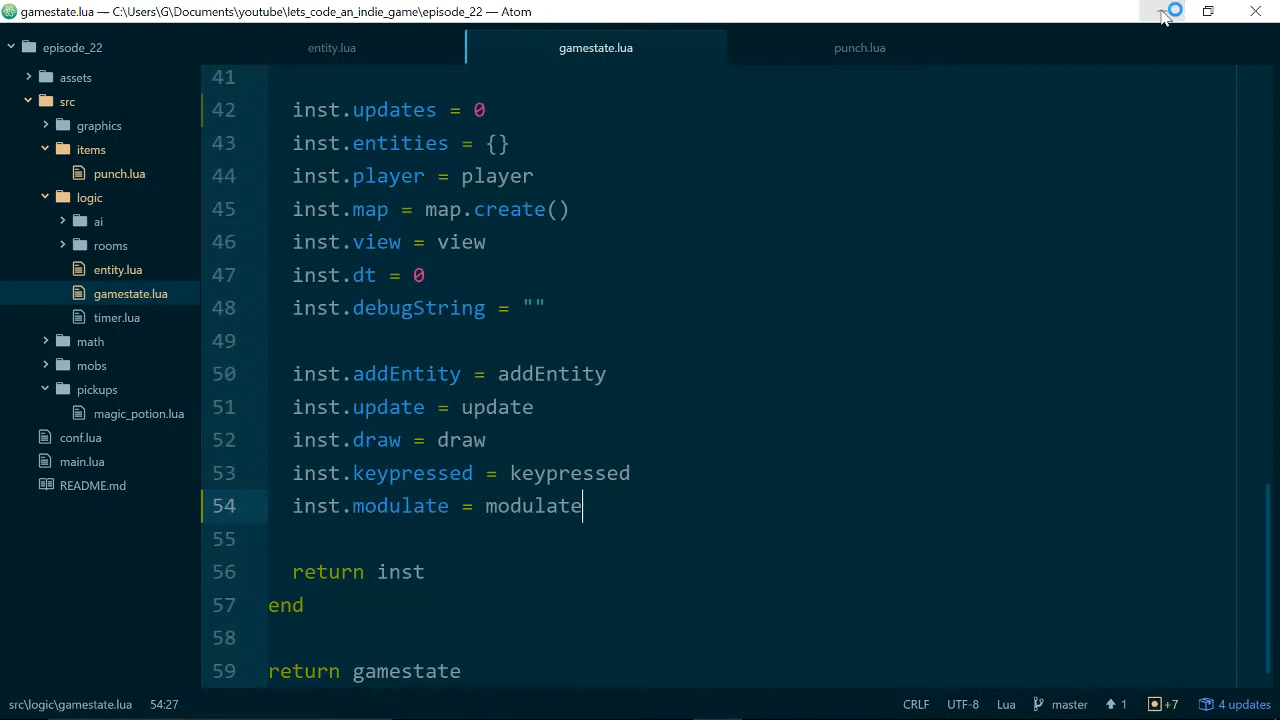 gamestate.lua — C:\Users\G\Documents\youtube\lets_code_an_indie_game\episode_22 — Atom
episode_22
entity.lua
gamestate.lua
punch.lua
assets
src
graphics
items
punch.lua
logic
ai
rooms
entity.lua
gamestate.lua
timer.lua
math
mobs
pickups
magic_potion.lua
conf.lua
main.lua
README.md
41
42 inst.updates = 0
43 inst.entities = {}
44 inst.player = player
45 inst.map = map.create()
46 inst.view = view
47 inst.dt = 0
48 inst.debugString = ""
49
50 inst.addEntity = addEntity
51 inst.update = update
52 inst.draw = draw
53 inst.keypressed = keypressed
54 inst.modulate = modulate
55
56 return inst
57 end
58
59 return gamestate
src\logic\gamestate.lua 54:27 CRLF UTF-8 Lua master 1 +7 4 updates